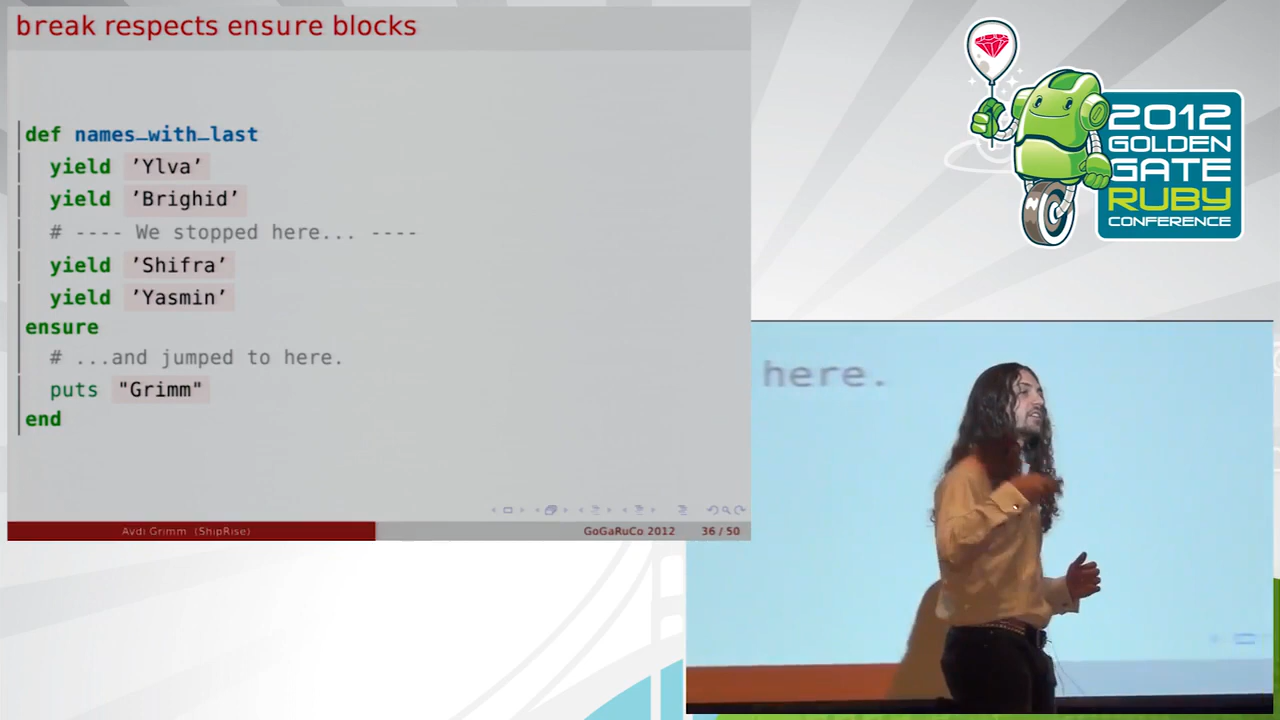 break respects ensure blocks
def names_with_last
yield ’Ylva’
yield ’Brighid’
# ---- We stopped here... ----
yield ’Shifra’
yield ’Yasmin’
ensure
# ...and jumped to here.
puts "Grimm"
end
Avdi Grimm (ShipRise)
GoGaRuCo 2012 36 / 50
2012
GOLDEN
GATE
RUBY
CONFERENCE
here.